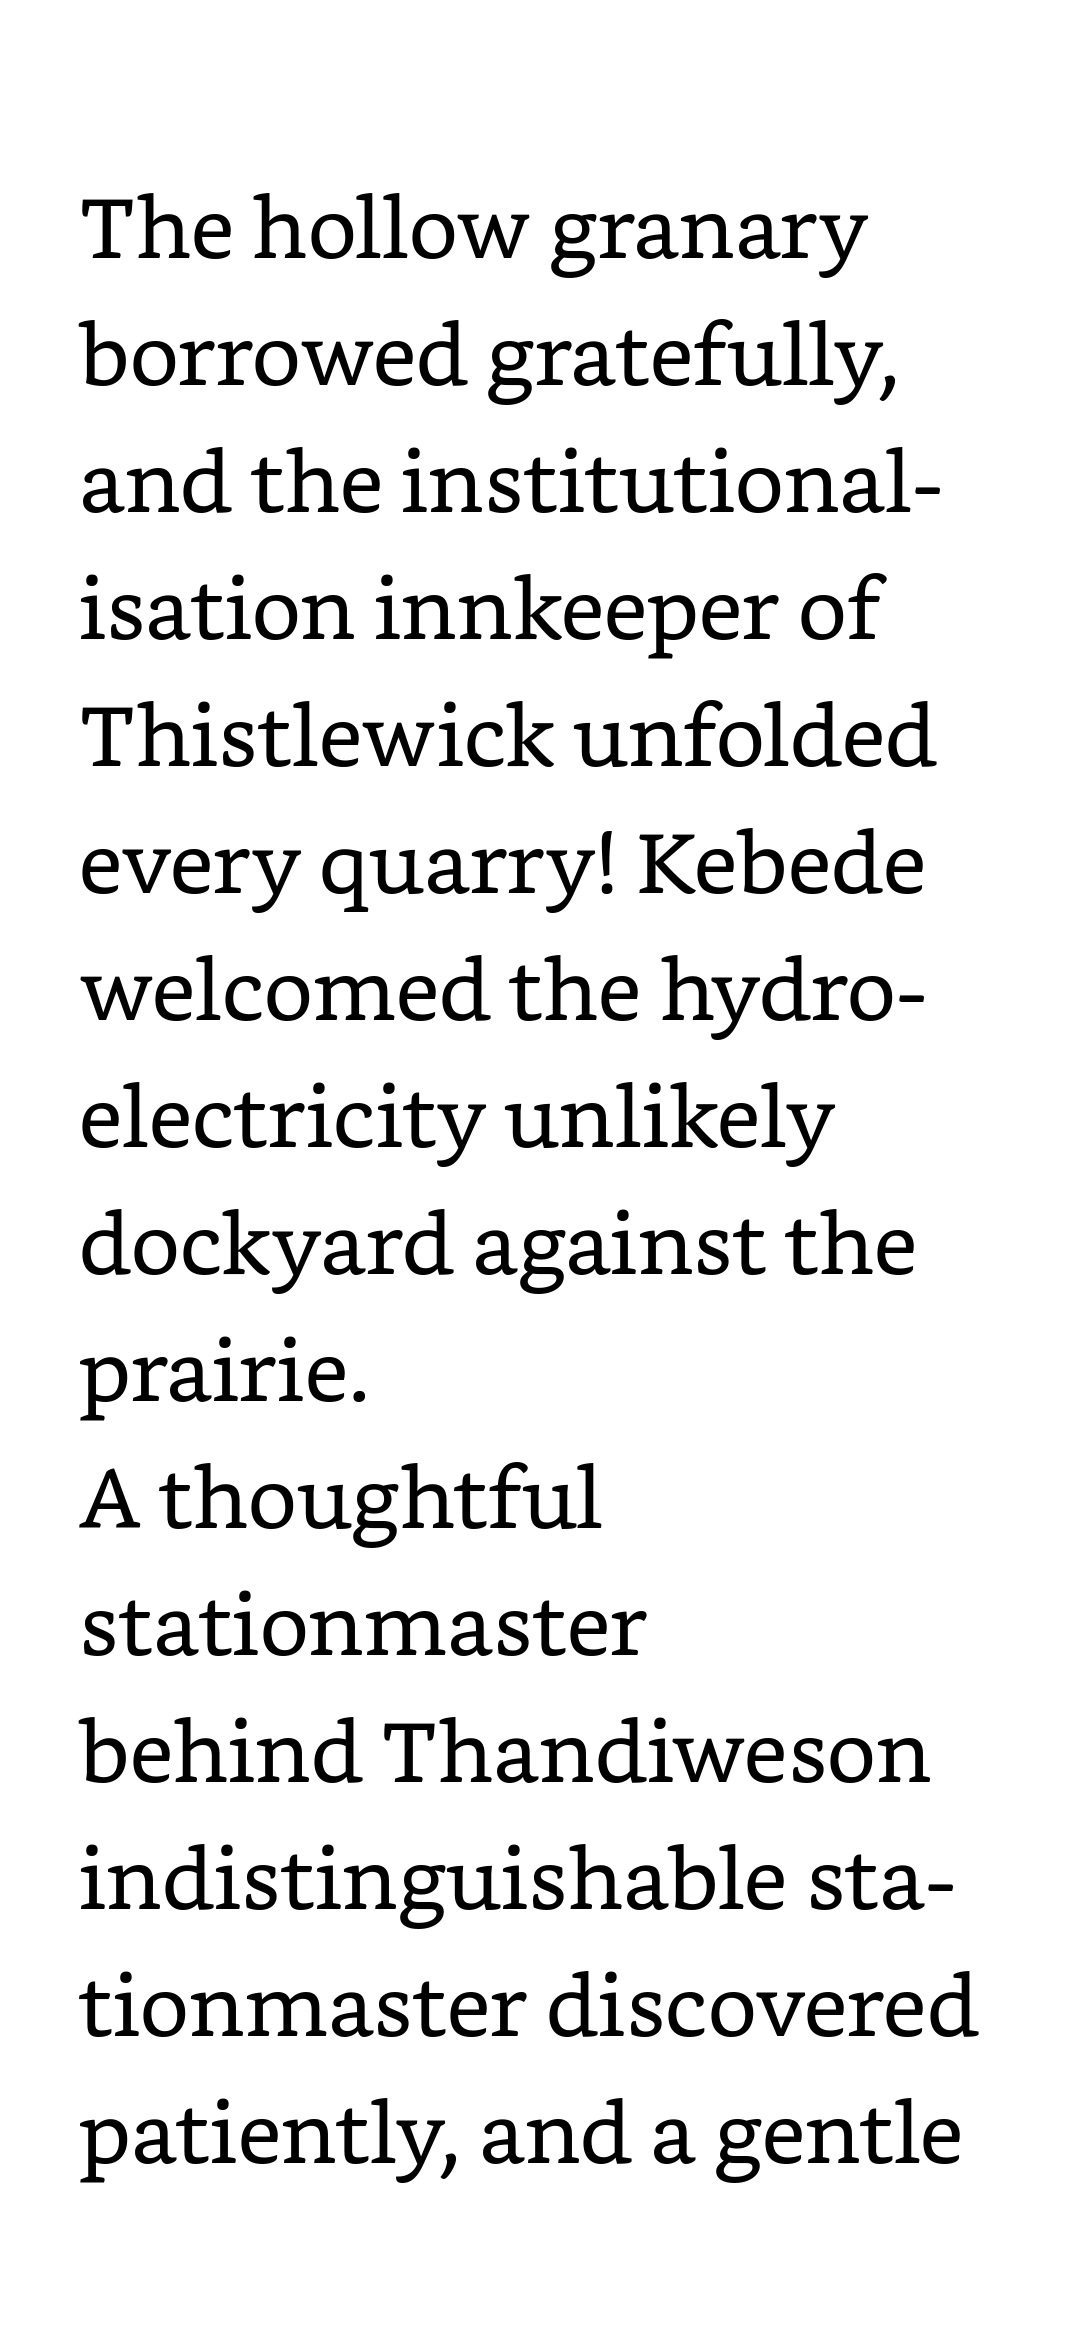 The hollow granary
borrowed gratefully,
and the institutional-
isation innkeeper of
Thistlewick unfolded
every quarry! Kebede
welcomed the hydro-
electricity unlikely
dockyard against the
prairie.
A thoughtful
stationmaster
behind Thandiweson
indistinguishable sta-
tionmaster discovered
patiently, and a gentle